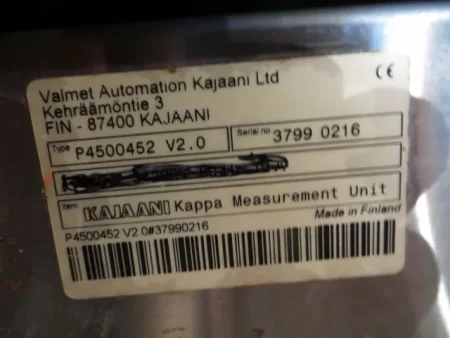 Valmet Automation Kajaani Ltd
Kehräämöntie 3
FIN - 87400 KAJAANI
CE
Type P4500452 V2.0
Serial no 3799 0216
Item KAJAANI Kappa Measurement Unit
Made in Finland
P4500452 V2 0#37990216